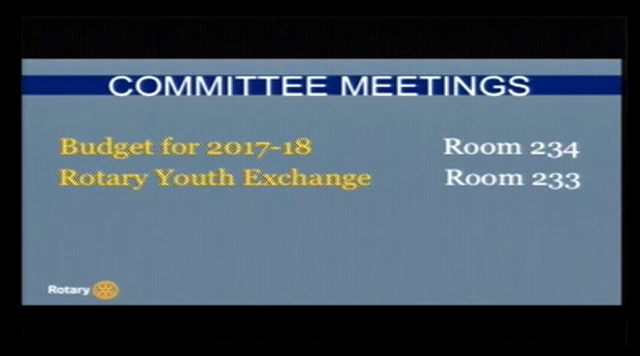 COMMITTEE MEETINGS
Budget for 2017-18 Room 234
Rotary Youth Exchange Room 233
Rotary